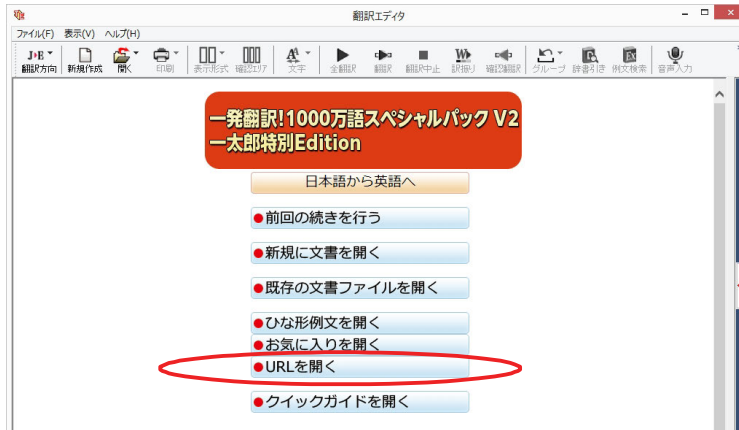 翻訳エディタ
ファイル(F) 表示(V) ヘルプ(H)
J▸E
翻訳方向 新規作成 開く 印刷 表示形式 確認エリア 文字 全翻訳 翻訳 翻訳中止 訳振り 確認翻訳 グループ 辞書引き 例文検索 音声入力
一発翻訳!1000万語スペシャルパック V2
一太郎特別Edition
日本語から英語へ
●前回の続きを行う
●新規に文書を開く
●既存の文書ファイルを開く
●ひな形例文を開く
●お気に入りを開く
●URLを開く
●クイックガイドを開く